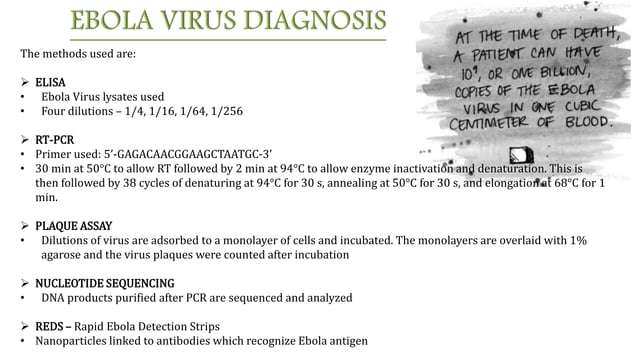 EBOLA VIRUS DIAGNOSIS
AT THE TIME OF DEATH,
A PATIENT CAN HAVE
10⁹, OR ONE BILLION,
COPIES OF THE EBOLA
VIRUS IN ONE CUBIC
CENTIMETER OF BLOOD.
The methods used are:
➢ ELISA
• Ebola Virus lysates used
• Four dilutions – 1/4, 1/16, 1/64, 1/256
➢ RT-PCR
• Primer used: 5’-GAGACAACGGAAGCTAATGC-3’
• 30 min at 50°C to allow RT followed by 2 min at 94°C to allow enzyme inactivation and denaturation. This is
then followed by 38 cycles of denaturing at 94°C for 30 s, annealing at 50°C for 30 s, and elongation at 68°C for 1
min.
➢ PLAQUE ASSAY
• Dilutions of virus are adsorbed to a monolayer of cells and incubated. The monolayers are overlaid with 1%
agarose and the virus plaques were counted after incubation
➢ NUCLEOTIDE SEQUENCING
• DNA products purified after PCR are sequenced and analyzed
➢ REDS – Rapid Ebola Detection Strips
• Nanoparticles linked to antibodies which recognize Ebola antigen